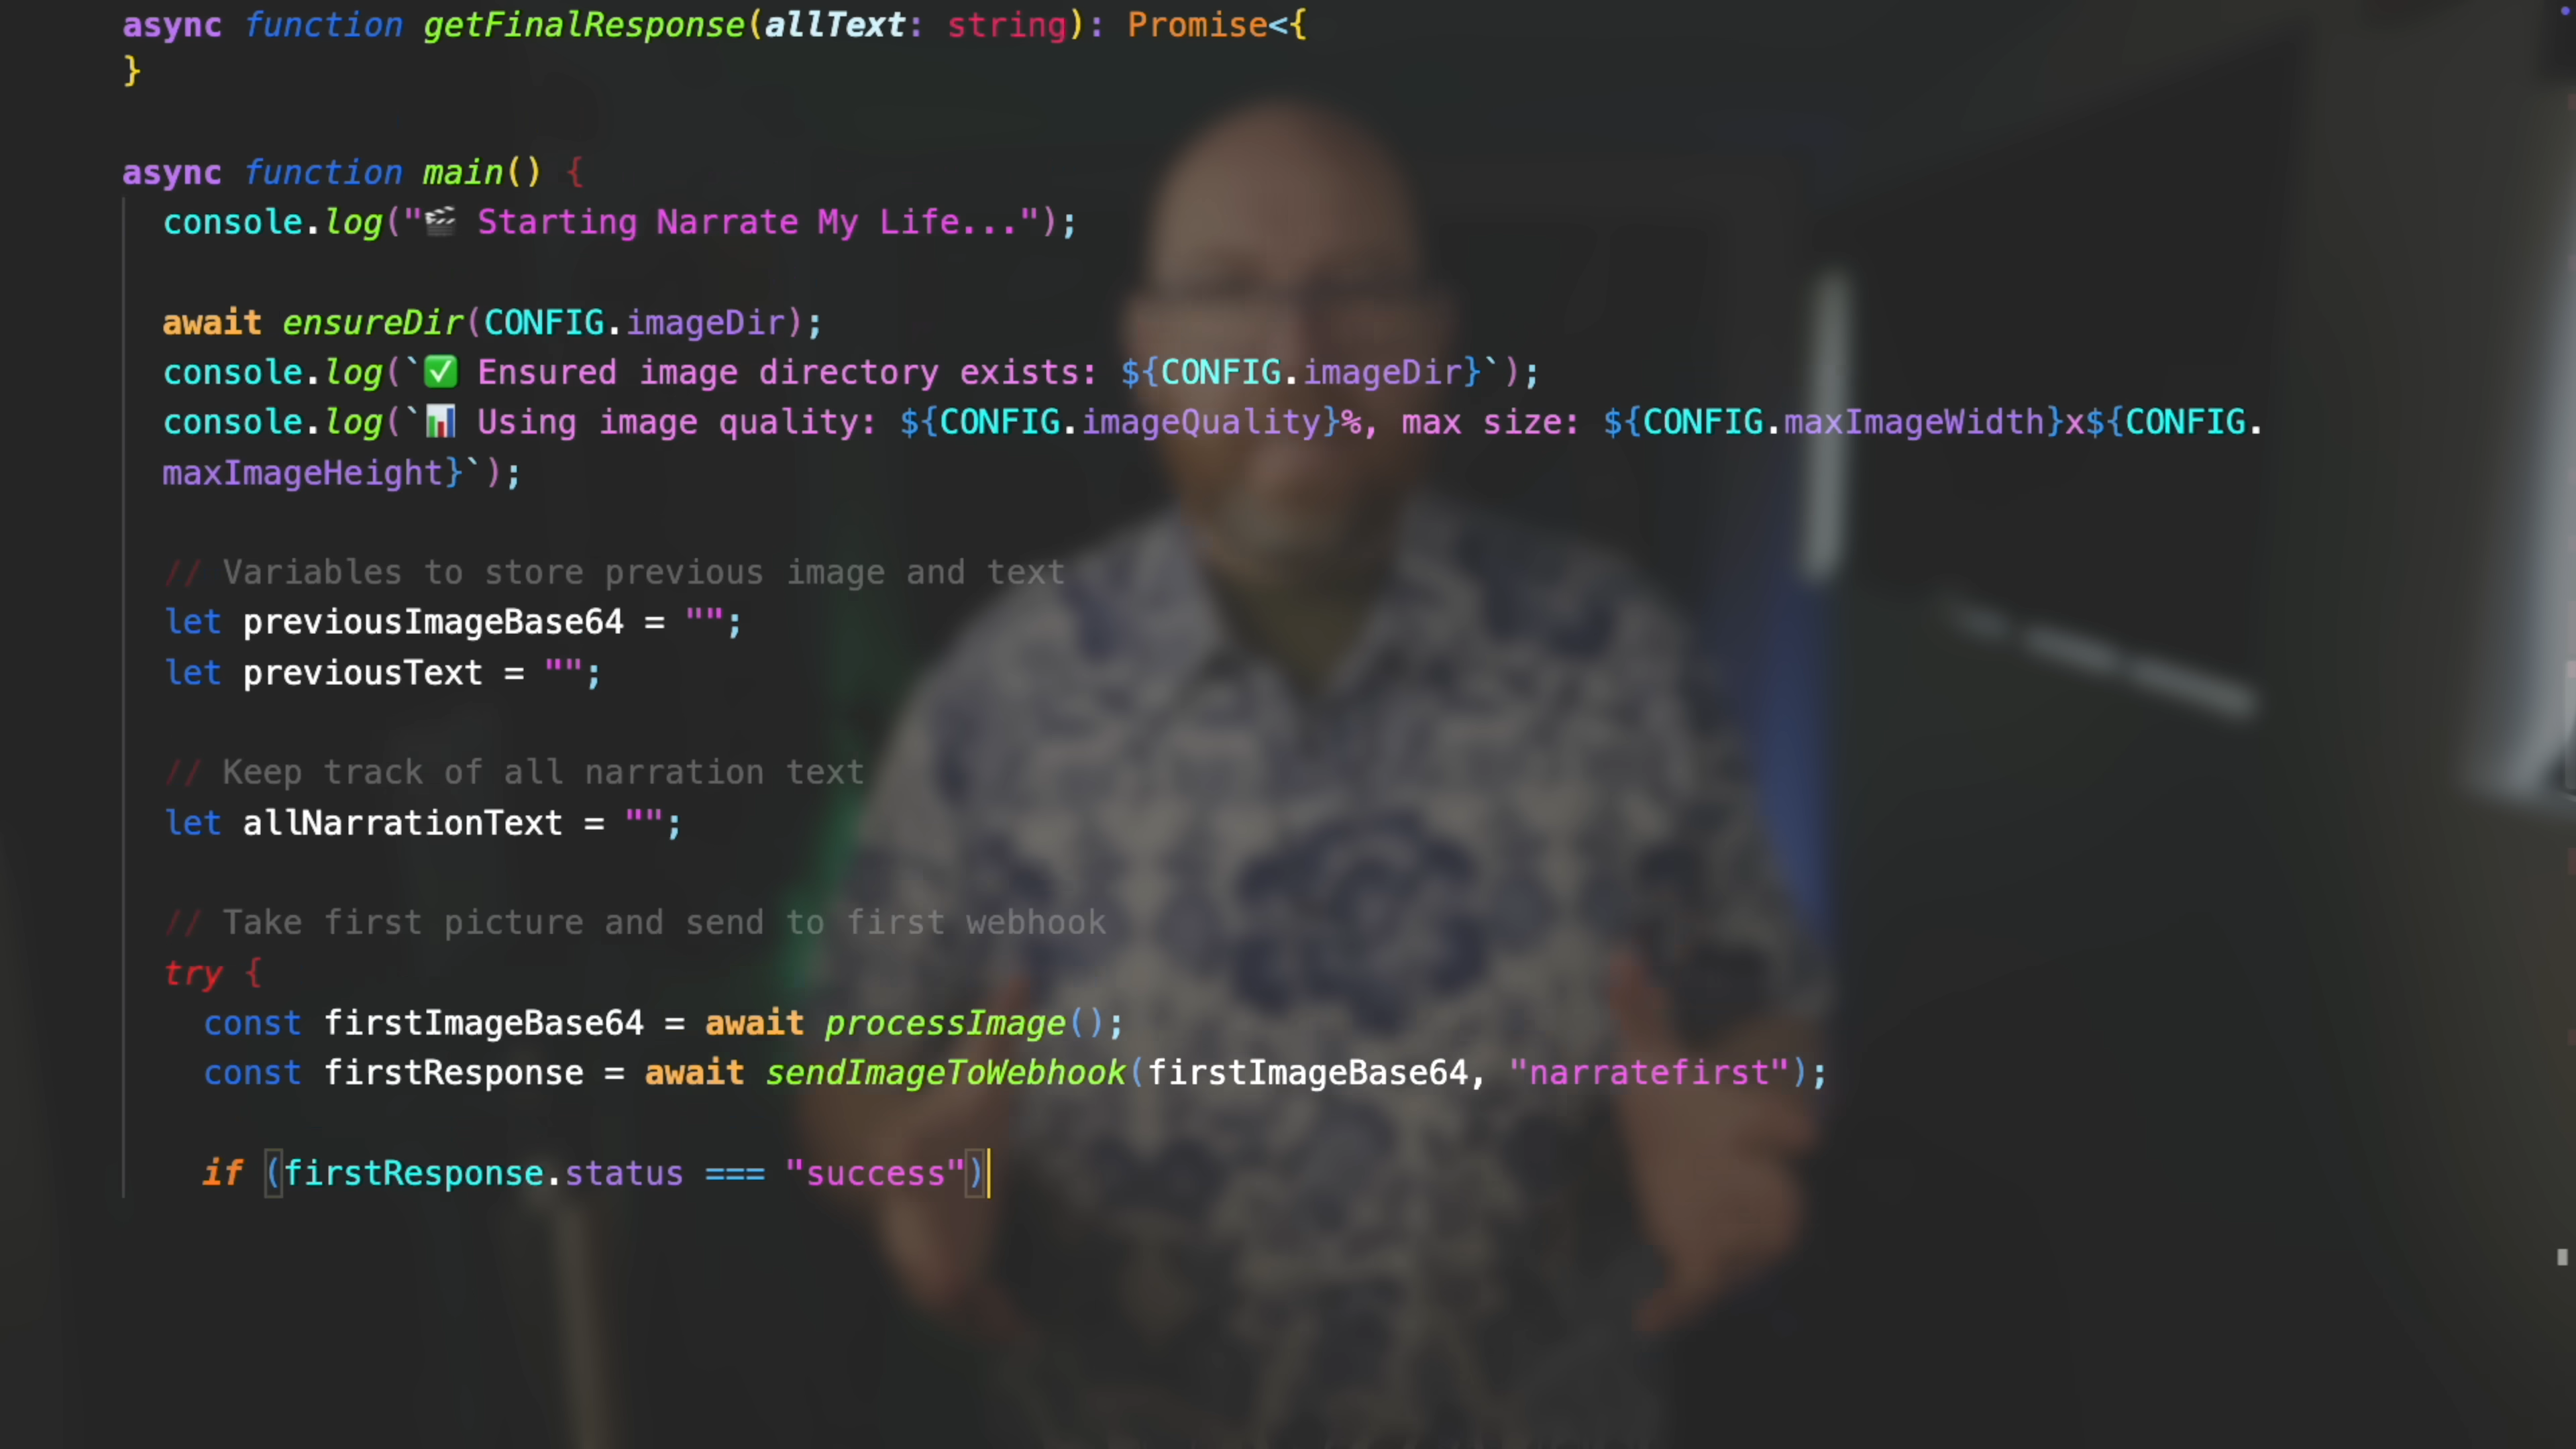 async function getFinalResponse(allText: string): Promise<{
}
async function main() {
console.log("🎬 Starting Narrate My Life...");
await ensureDir(CONFIG.imageDir);
console.log(`✅ Ensured image directory exists: ${CONFIG.imageDir}`);
console.log(`📊 Using image quality: ${CONFIG.imageQuality}%, max size: ${CONFIG.maxImageWidth}x${CONFIG.
maxImageHeight}`);
// Variables to store previous image and text
let previousImageBase64 = "";
let previousText = "";
// Keep track of all narration text
let allNarrationText = "";
// Take first picture and send to first webhook
try {
const firstImageBase64 = await processImage();
const firstResponse = await sendImageToWebhook(firstImageBase64, "narratefirst");
if (firstResponse.status === "success")